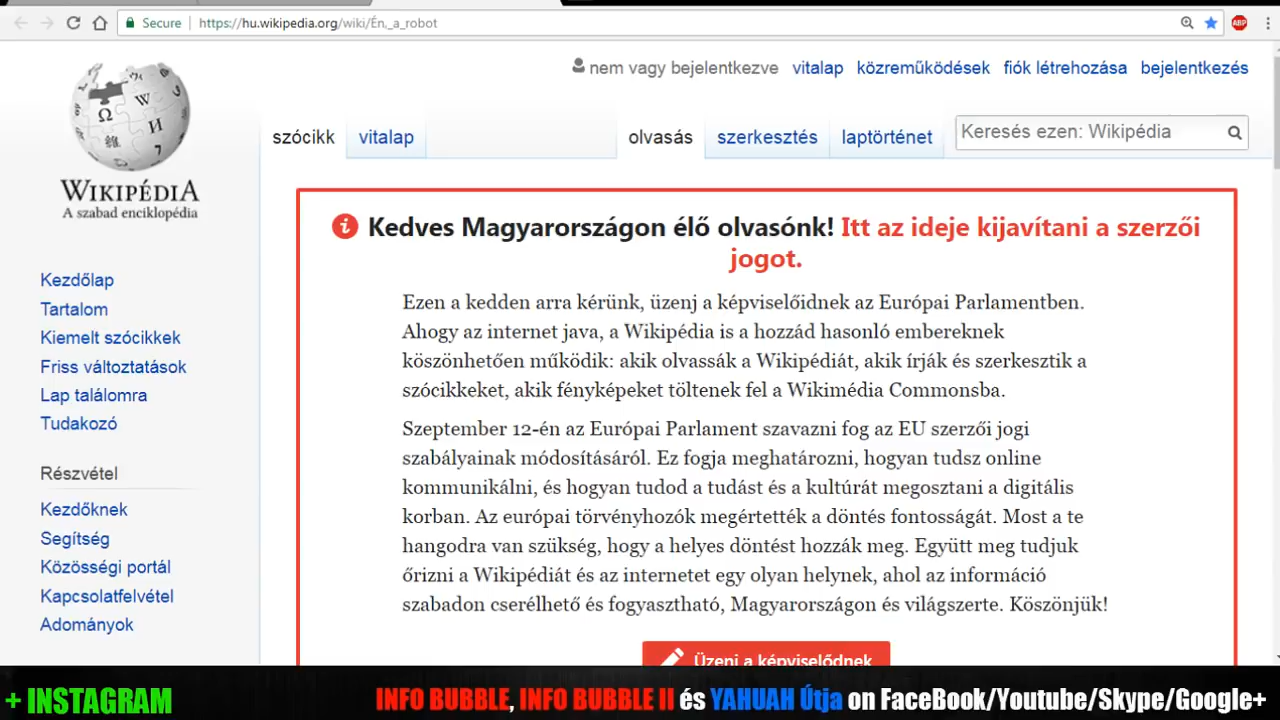 Secure https://hu.wikipedia.org/wiki/Én,_a_robot
ABP
nem vagy bejelentkezve vitalap közreműködések fiók létrehozása bejelentkezés
szócikk vitalap olvasás szerkesztés laptörténet Keresés ezen: Wikipédia
WIKIPÉDIA
A szabad enciklopédia
Kezdőlap
Tartalom
Kiemelt szócikkek
Friss változtatások
Lap találomra
Tudakozó
Részvétel
Kezdőknek
Segítség
Közösségi portál
Kapcsolatfelvétel
Adományok
Kedves Magyarországon élő olvasónk! Itt az ideje kijavítani a szerzői
jogot.
Ezen a kedden arra kérünk, üzenj a képviselőidnek az Európai Parlamentben.
Ahogy az internet java, a Wikipédia is a hozzád hasonló embereknek
köszönhetően működik: akik olvassák a Wikipédiát, akik írják és szerkesztik a
szócikkeket, akik fényképeket töltenek fel a Wikimédia Commonsba.
Szeptember 12-én az Európai Parlament szavazni fog az EU szerzői jogi
szabályainak módosításáról. Ez fogja meghatározni, hogyan tudsz online
kommunikálni, és hogyan tudod a tudást és a kultúrát megosztani a digitális
korban. Az európai törvényhozók megértették a döntés fontosságát. Most a te
hangodra van szükség, hogy a helyes döntést hozzák meg. Együtt meg tudjuk
őrizni a Wikipédiát és az internetet egy olyan helynek, ahol az információ
szabadon cserélhető és fogyasztható, Magyarországon és világszerte. Köszönjük!
Üzenj a képviselődnek
+ INSTAGRAM INFO BUBBLE, INFO BUBBLE II és YAHUAH Útja on FaceBook/Youtube/Skype/Google+